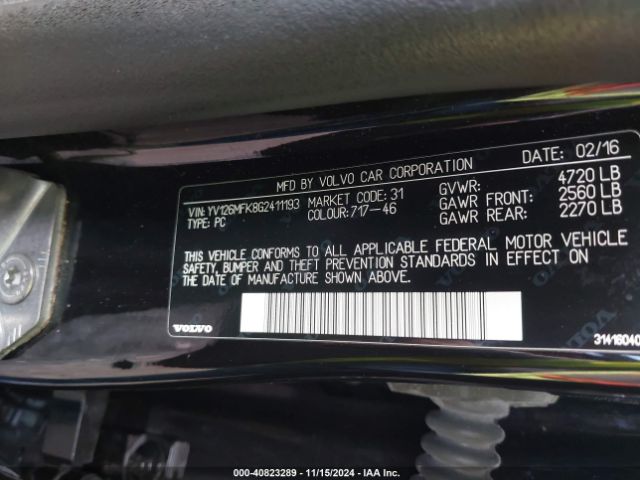 MFD BY VOLVO CAR CORPORATION
DATE: 02/16
VIN: YV126MFK8G2411193
TYPE: PC
MARKET CODE: 31
COLOUR: 717-46
GVWR: 4720 LB
GAWR FRONT: 2560 LB
GAWR REAR: 2270 LB
THIS VEHICLE CONFORMS TO ALL APPLICABLE FEDERAL MOTOR VEHICLE
SAFETY, BUMPER AND THEFT PREVENTION STANDARDS IN EFFECT ON
THE DATE OF MANUFACTURE SHOWN ABOVE.
VOLVO
31416040
000-40823289 - 11/15/2024 - IAA Inc.